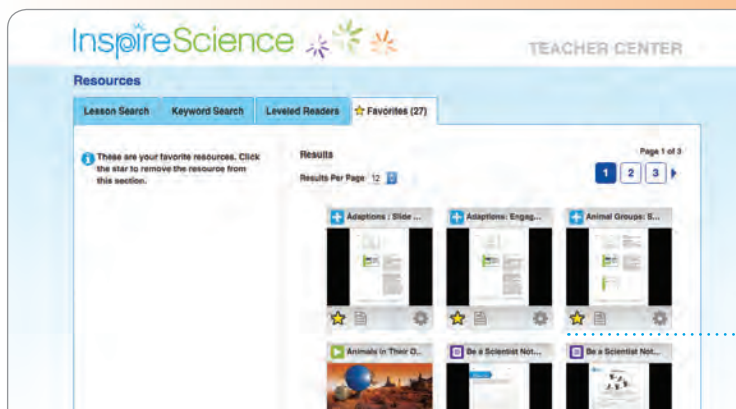 InspireScience
TEACHER CENTER
Resources
Lesson Search
Keyword Search
Leveled Readers
Favorites (27)
These are your favorite resources. Click
the star to remove the resource from
this section.
Results
Page 1 of 3
Results Per Page 12
1 2 3
Adaptions : Slide ...
Adaptions: Engag...
Animal Groups: S...
Animals in Their O...
Be a Scientist Not...
Be a Scientist Not...